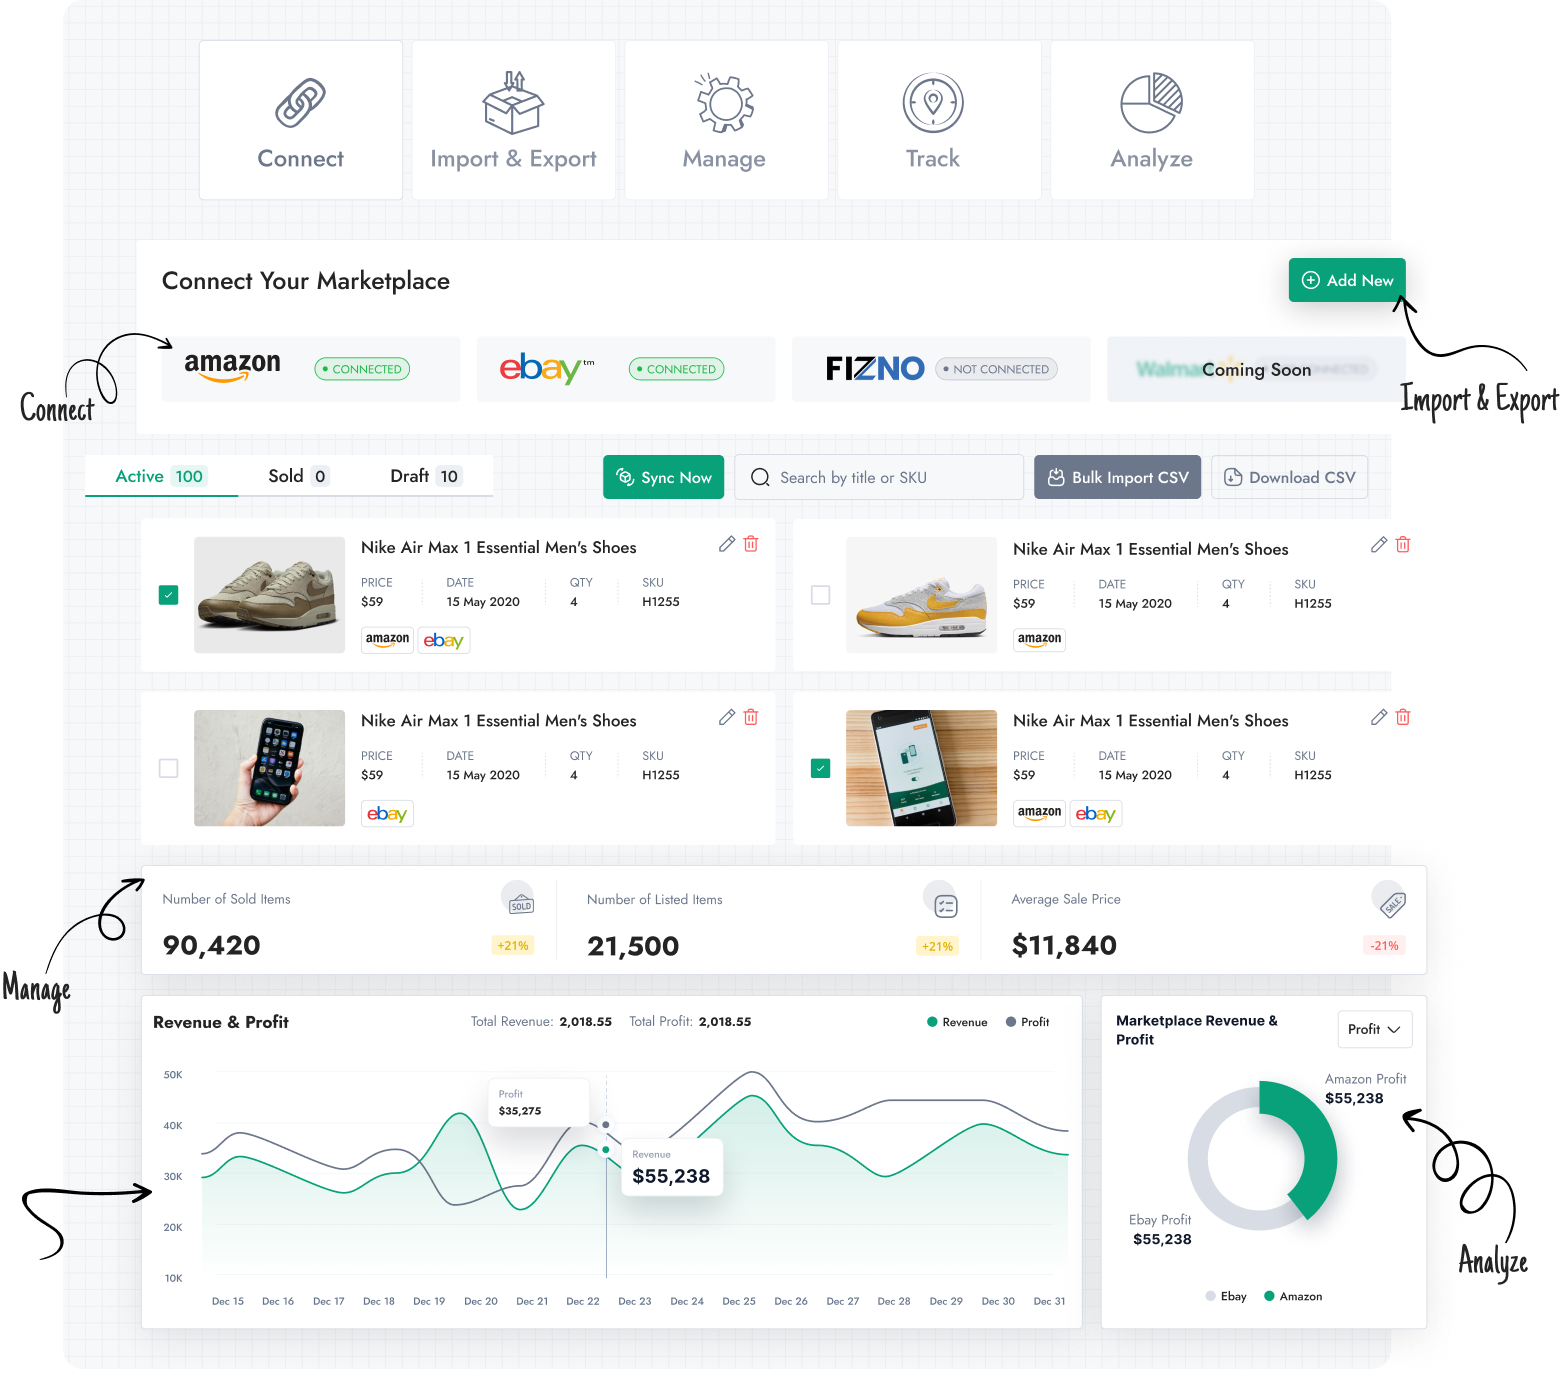 Connect
Import & Export
Manage
Track
Analyze
Connect Your Marketplace
Add New
amazon
CONNECTED
ebay™
CONNECTED
FIZNO
NOT CONNECTED
Walmart
Coming Soon
Connect
Import & Export
Active 100
Sold 0
Draft 10
Sync Now
Search by title or SKU
Bulk Import CSV
Download CSV
Nike Air Max 1 Essential Men's Shoes
PRICE DATE QTY SKU
$59 15 May 2020 4 H1255
amazon ebay
Nike Air Max 1 Essential Men's Shoes
PRICE DATE QTY SKU
$59 15 May 2020 4 H1255
amazon
Nike Air Max 1 Essential Men's Shoes
PRICE DATE QTY SKU
$59 15 May 2020 4 H1255
ebay
Nike Air Max 1 Essential Men's Shoes
PRICE DATE QTY SKU
$59 15 May 2020 4 H1255
amazon ebay
Manage
Number of Sold Items
SOLD
90,420
+21%
Number of Listed Items
21,500
+21%
Average Sale Price
SALE
$11,840
-21%
Revenue & Profit
Total Revenue: 2,018.55 Total Profit: 2,018.55
Revenue Profit
50K
40K
30K
20K
10K
Profit
$35,275
Revenue
$55,238
Dec 15 Dec 16 Dec 17 Dec 18 Dec 19 Dec 20 Dec 21 Dec 22 Dec 23 Dec 24 Dec 25 Dec 26 Dec 27 Dec 28 Dec 29 Dec 30 Dec 31
Marketplace Revenue &
Profit
Profit
Amazon Profit
$55,238
Ebay Profit
$55,238
Ebay Amazon
Analyze